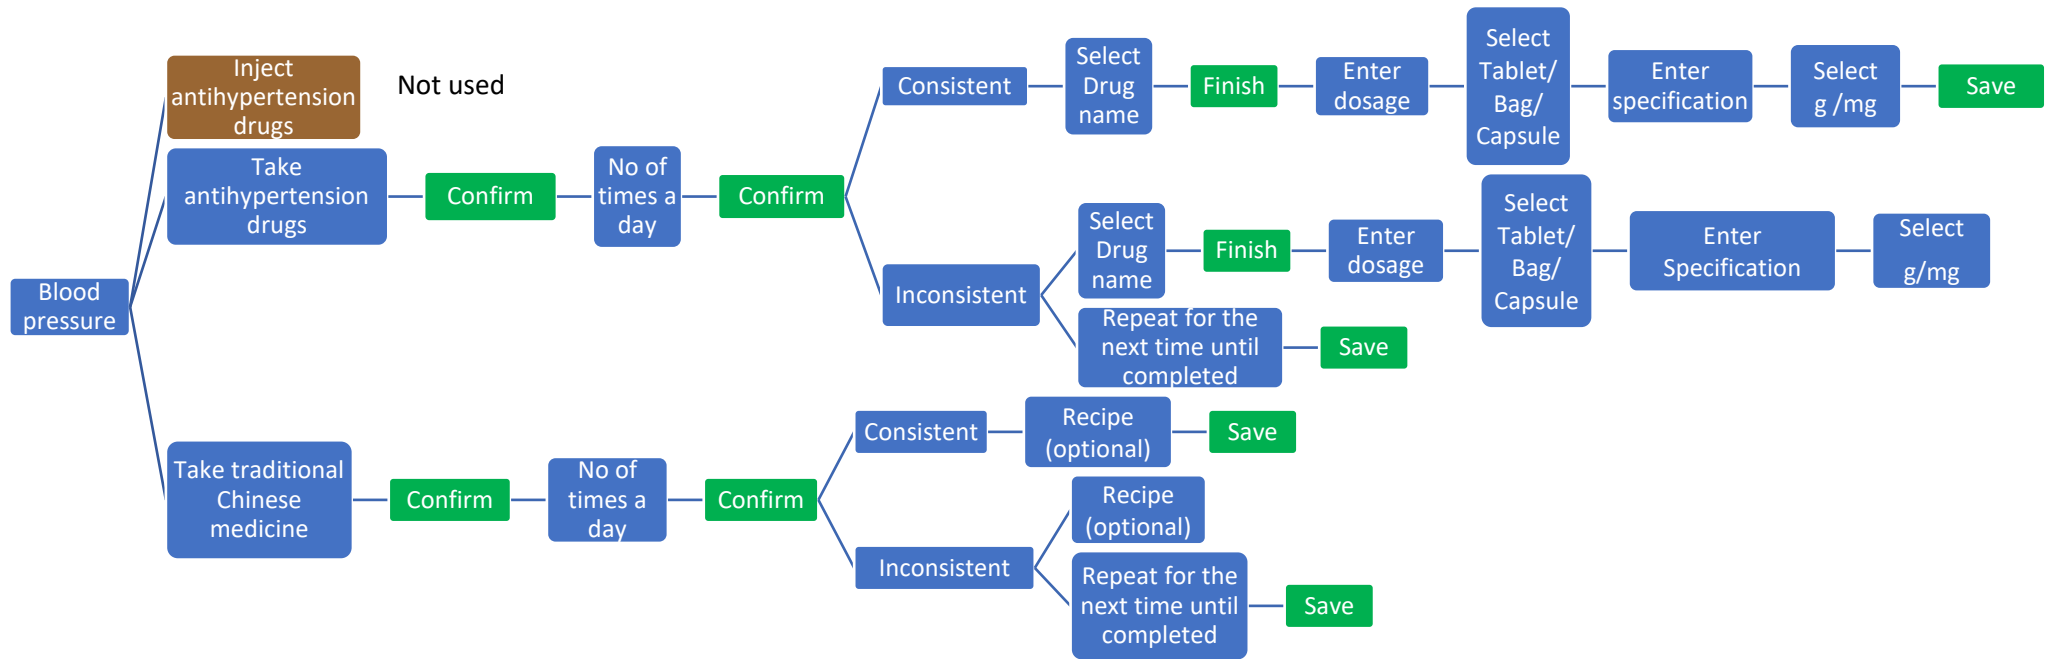 Inject
antihypertension
drugs
Not used
Take
antihypertension
drugs
Confirm
No of
times a
day
Confirm
Consistent
Select
Drug
name
Finish
Enter
dosage
Select
Tablet/
Bag/
Capsule
Enter
specification
Select
g /mg
Save
Inconsistent
Select
Drug
name
Finish
Enter
dosage
Select
Tablet/
Bag/
Capsule
Enter
Specification
Select
g/mg
Repeat for the
next time until
completed
Save
Blood
pressure
Take traditional
Chinese
medicine
Confirm
No of
times a
day
Confirm
Consistent
Recipe
(optional)
Save
Inconsistent
Recipe
(optional)
Repeat for the
next time until
completed
Save